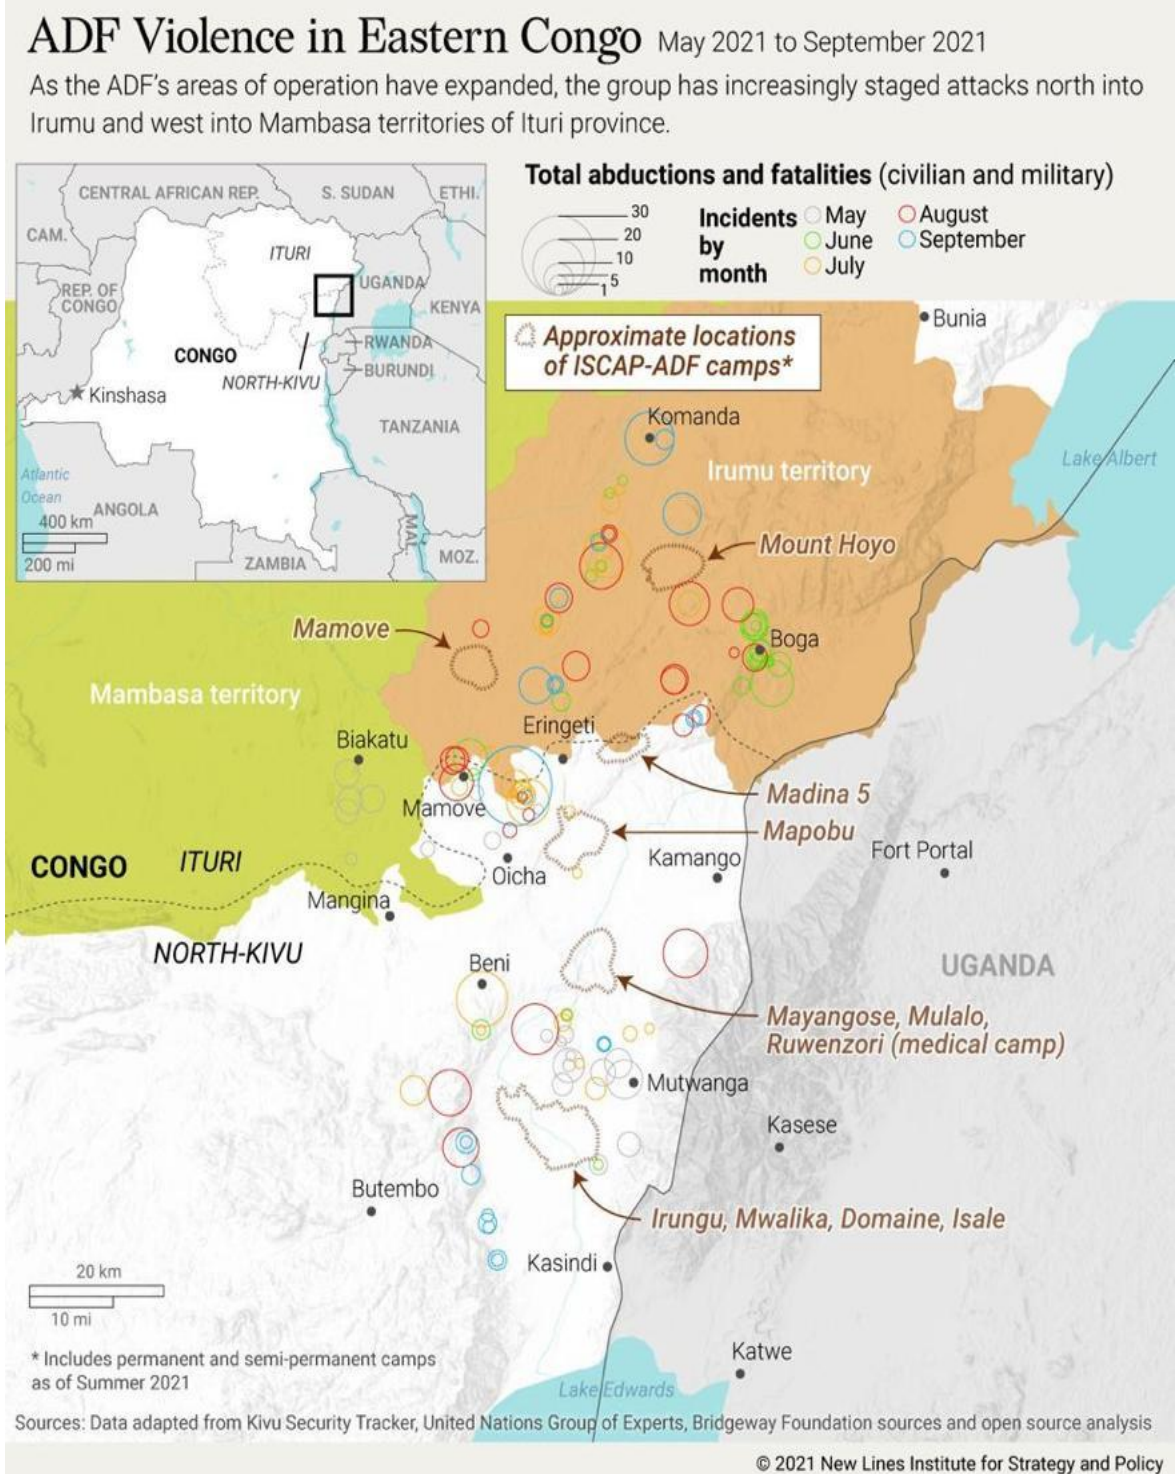 ADF Violence in Eastern Congo May 2021 to September 2021
As the ADF's areas of operation have expanded, the group has increasingly staged attacks north into
Irumu and west into Mambasa territories of Ituri province.
Total abductions and fatalities (civilian and military)
30
20
10
5
1
Incidents
by
month
May
June
July
August
September
CENTRAL AFRICAN REP.
S. SUDAN
ETHI.
CAM.
ITURI
REP. OF
CONGO
UGANDA
KENYA
CONGO
RWANDA
NORTH-KIVU
BURUNDI
Kinshasa
TANZANIA
Atlantic
Ocean
ANGOLA
400 km
200 mi
ZAMBIA
MAL.
MOZ.
Approximate locations
of ISCAP-ADF camps*
Bunia
Komanda
Irumu territory
Lake Albert
Mount Hoyo
Mamove
Boga
Mambasa territory
Eringeti
Biakatu
Madina 5
Mamove
Mapobu
Kamango
Fort Portal
CONGO
ITURI
Oicha
Mangina
NORTH-KIVU
Beni
UGANDA
Mayangose, Mulalo,
Ruwenzori (medical camp)
Mutwanga
Kasese
Butembo
Irungu, Mwalika, Domaine, Isale
Kasindi
20 km
10 mi
Katwe
* Includes permanent and semi-permanent camps
as of Summer 2021
Lake Edwards
Sources: Data adapted from Kivu Security Tracker, United Nations Group of Experts, Bridgeway Foundation sources and open source analysis
© 2021 New Lines Institute for Strategy and Policy